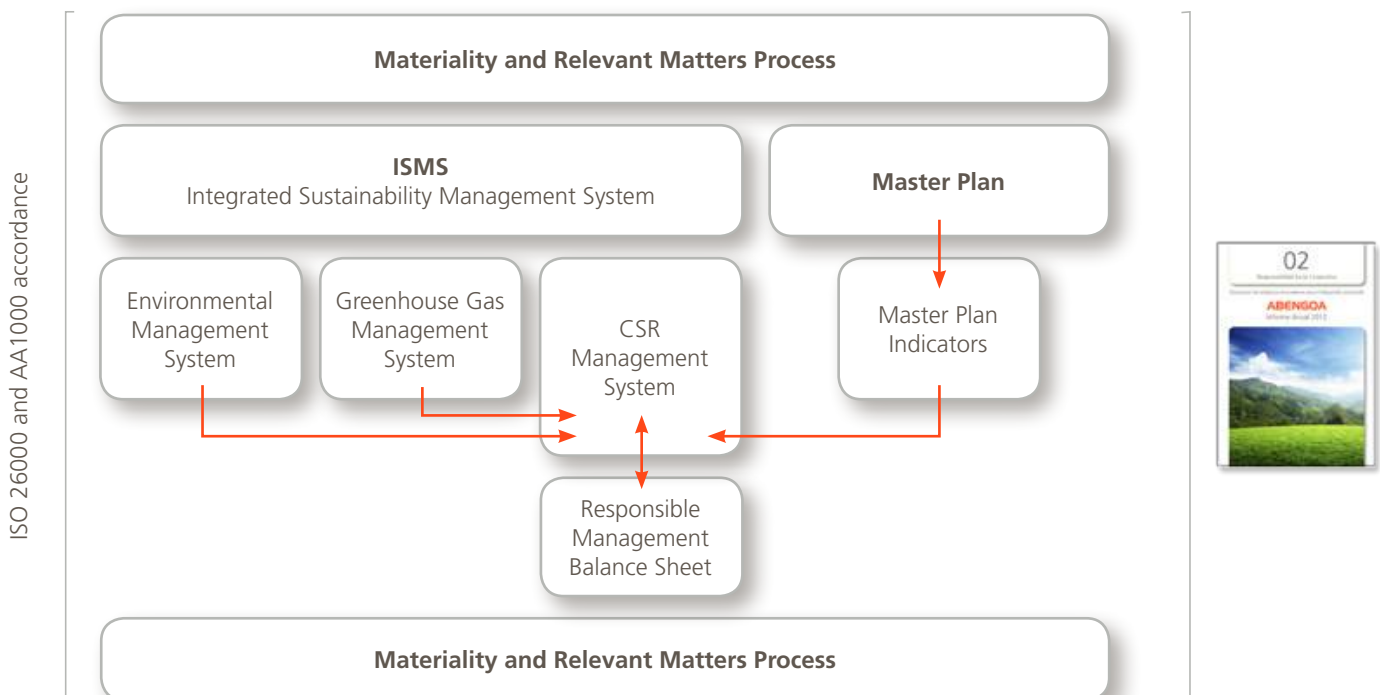 Materiality and Relevant Matters Process
ISMS
Integrated Sustainability Management System
Master Plan
Environmental
Management
System
Greenhouse Gas
Management
System
CSR
Management
System
Master Plan
Indicators
Responsible
Management
Balance Sheet
Materiality and Relevant Matters Process
ISO 26000 and AA1000 accordance
02
ABENGOA